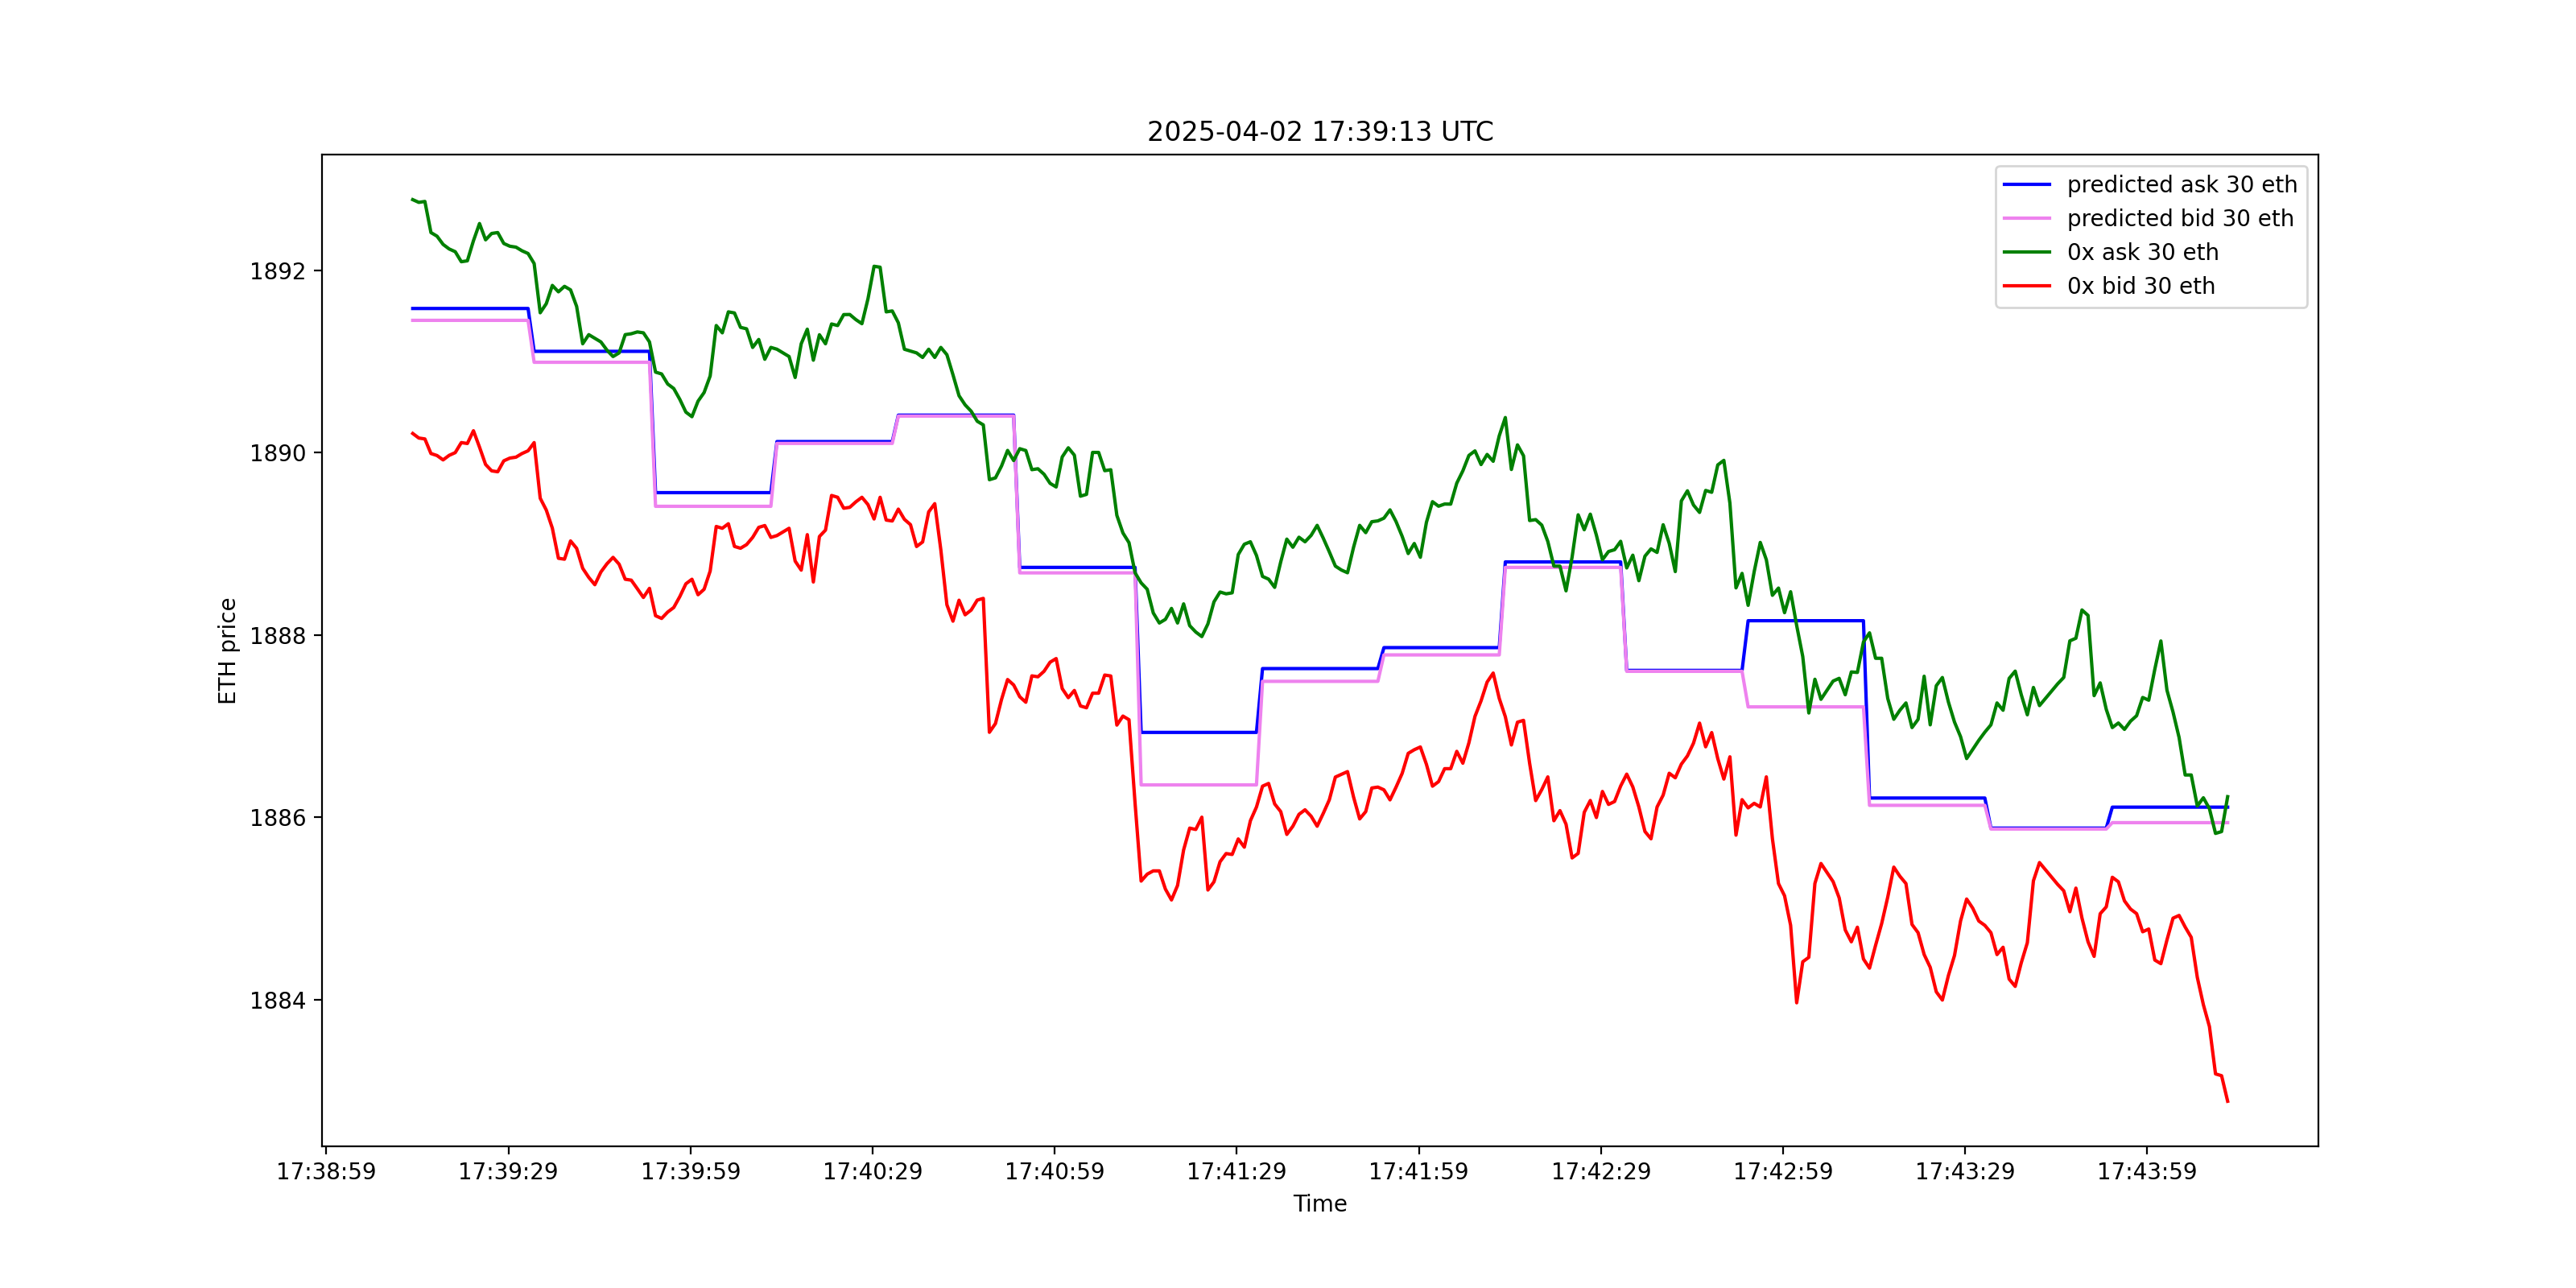 2025-04-02 17:39:13 UTC
predicted ask 30 eth
predicted bid 30 eth
0x ask 30 eth
0x bid 30 eth
ETH price
1892
1890
1888
1886
1884
17:38:59 17:39:29 17:39:59 17:40:29 17:40:59 17:41:29 17:41:59 17:42:29 17:42:59 17:43:29 17:43:59
Time